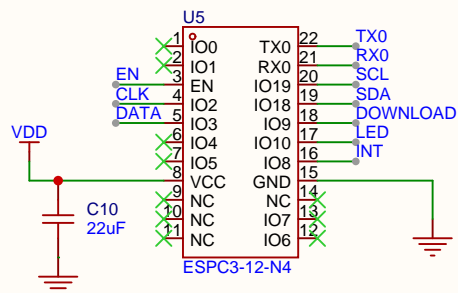 U5
1 IO0 TX0 22 TX0
2 IO1 RX0 21 RX0
EN 3 EN IO19 20 SCL
CLK 4 IO2 IO18 19 SDA
DATA 5 IO3 IO9 18 DOWNLOAD
6 IO4 IO10 17 LED
7 IO5 IO8 16 INT
VDD
8 VCC GND 15
9 NC NC 14
10 NC IO7 13
11 NC IO6 12
C10
22uF
ESPC3-12-N4